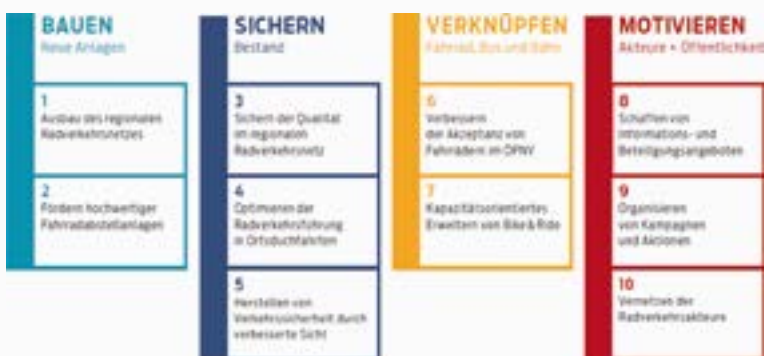 BAUEN
Neue Anlagen
1
Ausbau des regionalen
Radverkehrsnetzes
2
Fördern hochwertiger
Fahrradabstellanlagen
SICHERN
Bestand
3
Sichern der Qualität
im regionalen
Radverkehrsnetz
4
Optimieren der
Radverkehrsführung
in Ortsduchfahrten
5
Herstellen von
Verkehrssicherheit durch
verbesserte Sicht
VERKNÜPFEN
Fahrrad, Bus und Bahn
6
Verbessern
der Akzeptanz von
Fahrrädern im ÖPNV
7
Kapazitätsorientiertes
Erweitern von Bike & Ride
MOTIVIEREN
Akteure + Öffentlichkeit
8
Schaffen von
Informations- und
Beteiligungsangeboten
9
Organisieren
von Kampagnen
und Aktionen
10
Vernetzen der
Radverkehrsakteure